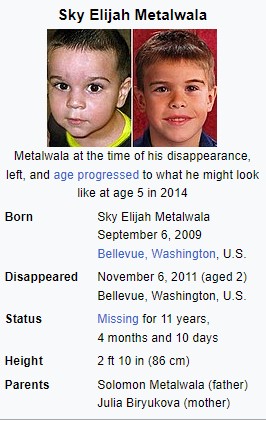 Sky Elijah Metalwala
Metalwala at the time of his disappearance,
left, and age progressed to what he might look
like at age 5 in 2014
Born
Sky Elijah Metalwala
September 6, 2009
Bellevue, Washington, U.S.
Disappeared
November 6, 2011 (aged 2)
Bellevue, Washington, U.S.
Status
Missing for 11 years,
4 months and 10 days
Height
2 ft 10 in (86 cm)
Parents
Solomon Metalwala (father)
Julia Biryukova (mother)